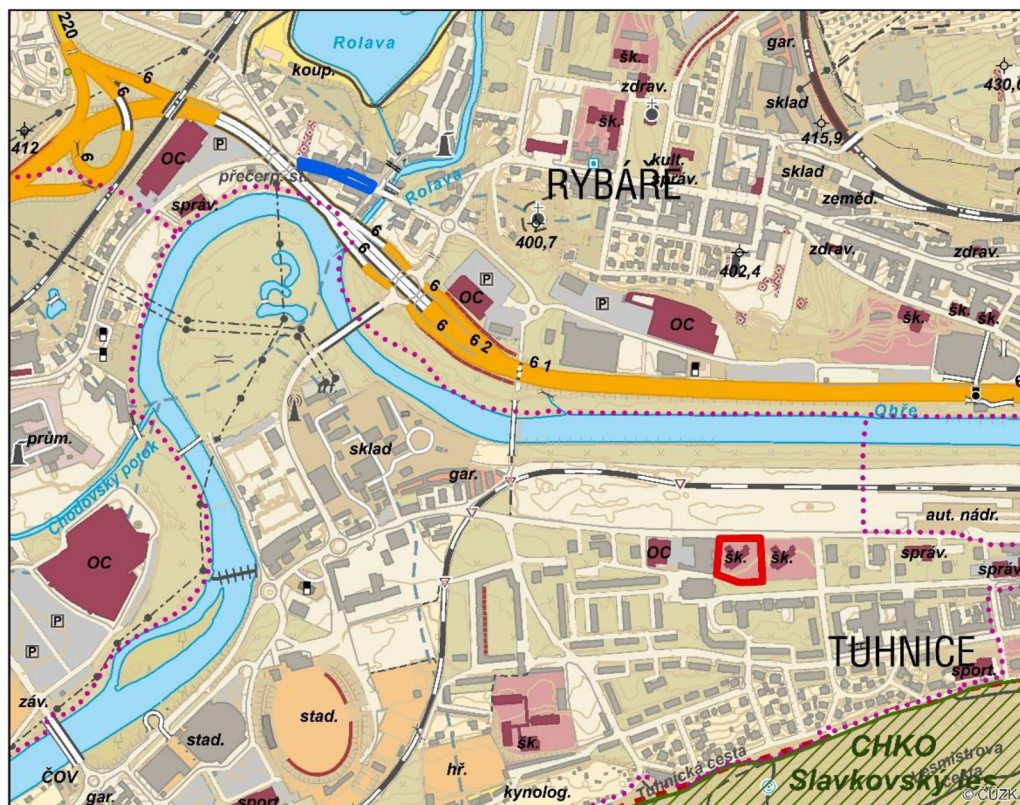 220
6
Rolava
koup.
šk.
zdrav.
gar.
sklad
430,6
415,9
412
6
OC
P
šk.
kult.
správ.
sklad
přečerp. st.
Rolava
RYBÁŘE
zeměd.
správ.
400,7
402,4
zdrav.
zdrav.
6
6
6
6
OC
P
P
OC
šk.
šk.
šk.
6 2
6 1
6
Ohře
prům.
Chodovský potok
sklad
gar.
aut. nádr.
OC
OC
šk.
šk.
správ.
správ.
P
P
TUHNICE
sport.
záv.
stad.
stad.
šk.
CHKO
Slavkovský les
Tuhnická cesta
ČOV
gar.
sport.
hř.
kynolog.
© ČÚZK